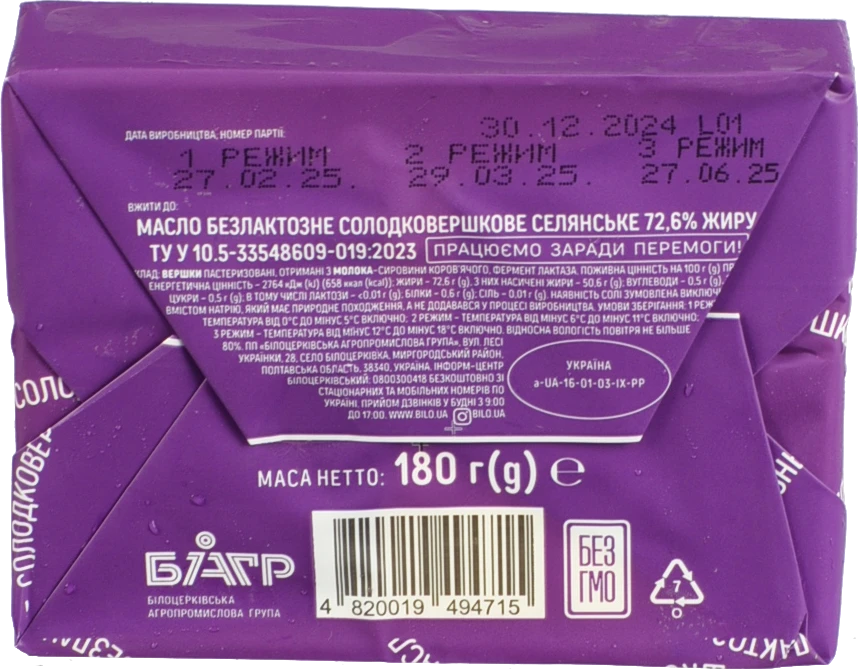 ДАТА ВИРОБНИЦТВА, НОМЕР ПАРТІЇ:
30.12.2024 L01
1 РЕЖИМ 2 РЕЖИМ 3 РЕЖИМ
27.02.25. 29.03.25. 27.06.25
ВЖИТИ ДО:
МАСЛО БЕЗЛАКТОЗНЕ СОЛОДКОВЕРШКОВЕ СЕЛЯНСЬКЕ 72,6% ЖИРУ
ТУ У 10.5-33548609-019:2023 ПРАЦЮЄМО ЗАРАДИ ПЕРЕМОГИ!
КЛАД: ВЕРШКИ ПАСТЕРИЗОВАНІ, ОТРИМАНІ З МОЛОКА-СИРОВИНИ КОРОВ'ЯЧОГО, ФЕРМЕНТ ЛАКТАЗА. ПОЖИВНА ЦІННІСТЬ НА 100 г (g) ПР
ЕНЕРГЕТИЧНА ЦІННІСТЬ – 2764 кДж (kJ) (658 ккал (kcal)); ЖИРИ – 72,6 г (g), З НИХ НАСИЧЕНІ ЖИРИ – 50,6 г (g); ВУГЛЕВОДИ – 0,5 г (g),
ЦУКРИ – 0,5 г (g); В ТОМУ ЧИСЛІ ЛАКТОЗИ – <0,01 г (g); БІЛКИ – 0,6 г (g); СІЛЬ – 0,01 г (g). НАЯВНІСТЬ СОЛІ ЗУМОВЛЕНА ВИКЛЮЧ
ВМІСТОМ НАТРІЮ, ЯКИЙ МАЄ ПРИРОДНЕ ПОХОДЖЕННЯ, А НЕ ДОДАВАВСЯ У ПРОЦЕСІ ВИРОБНИЦТВА. УМОВИ ЗБЕРІГАННЯ: 1 РЕЖ
ТЕМПЕРАТУРА ВІД 0°С ДО МІНУС 5°С ВКЛЮЧНО; 2 РЕЖИМ – ТЕМПЕРАТУРА ВІД МІНУС 6°С ДО МІНУС 11°С ВКЛЮЧНО;
3 РЕЖИМ – ТЕМПЕРАТУРА ВІД МІНУС 12°С ДО МІНУС 18°С ВКЛЮЧНО. ВІДНОСНА ВОЛОГІСТЬ ПОВІТРЯ НЕ БІЛЬШЕ
80%. ПП «БІЛОЦЕРКІВСЬКА АГРОПРОМИСЛОВА ГРУПА», ВУЛ. ЛЕСІ
УКРАЇНКИ, 28, СЕЛО БІЛОЦЕРКІВКА, МИРГОРОДСЬКИЙ РАЙОН,
ПОЛТАВСЬКА ОБЛАСТЬ, 38340, УКРАЇНА. ІНФОРМ-ЦЕНТР
БІЛОЦЕРКІВСЬКИЙ: 0800300418 БЕЗКОШТОВНО ЗІ
СТАЦІОНАРНИХ ТА МОБІЛЬНИХ НОМЕРІВ ПО
УКРАЇНІ. ПРИЙОМ ДЗВІНКІВ У БУДНІ З 9:00
ДО 17:00. WWW.BILO.UA BILO.UA
УКРАЇНА
a-UA-16-01-03-IX-PP
МАСА НЕТТО: 180 г(g) ℮
БІАГР
БІЛОЦЕРКІВСЬКА
АГРОПРОМИСЛОВА ГРУПА
4 820019 494715
БЕЗ
ГМО
7
О
СОЛО
СОЛОДКОВЕР